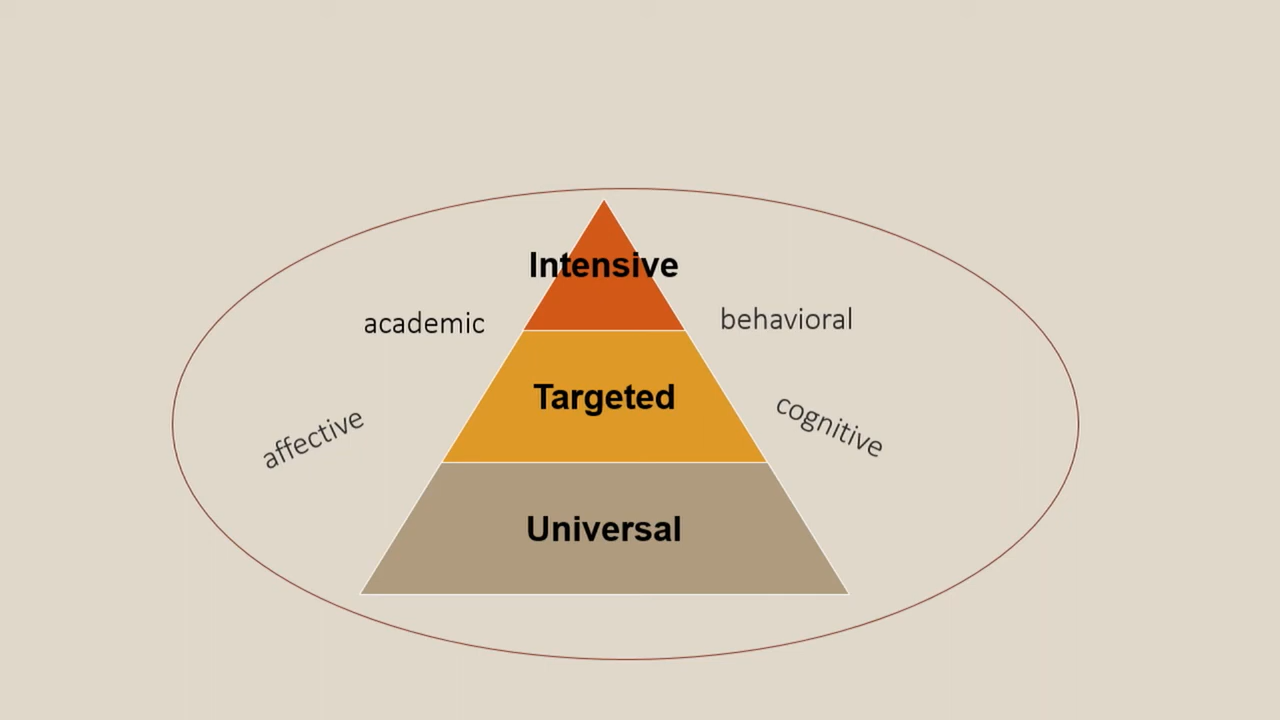 Intensive
academic
behavioral
Targeted
affective
cognitive
Universal